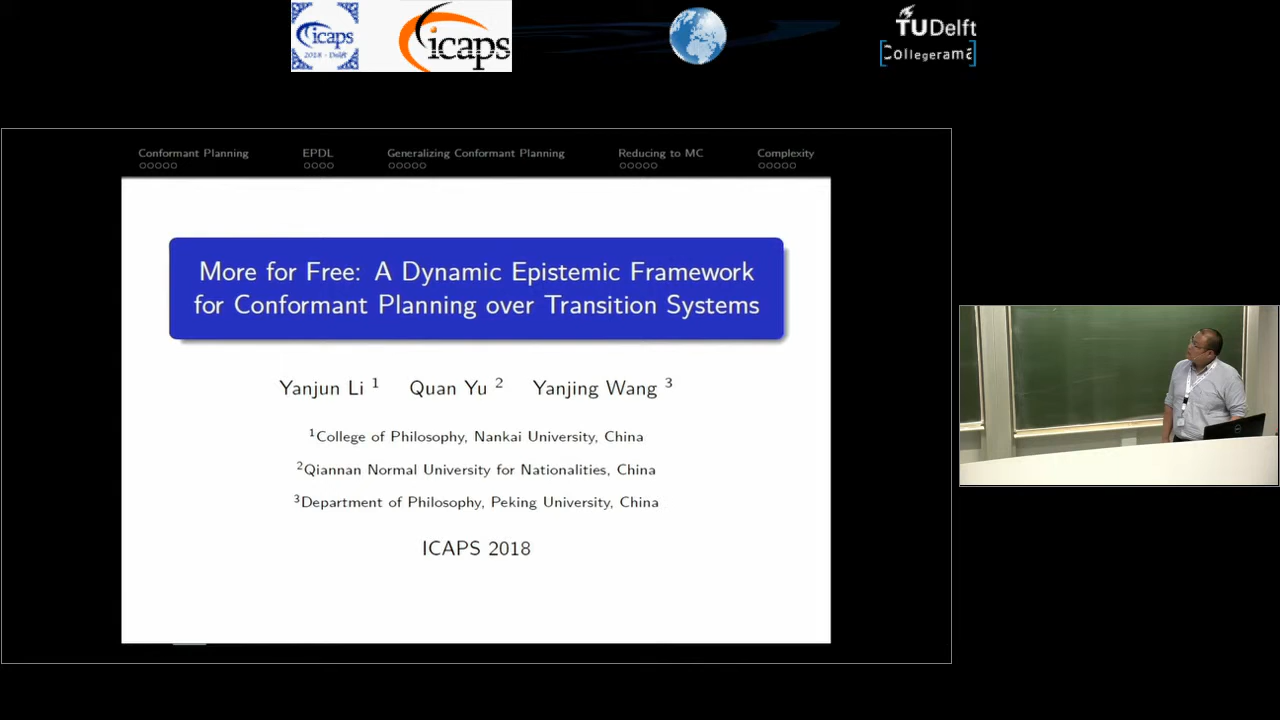 icaps
2018 - Delft
icaps
TUDelft
Collegerama
Conformant Planning
EPDL
Generalizing Conformant Planning
Reducing to MC
Complexity
More for Free: A Dynamic Epistemic Framework
for Conformant Planning over Transition Systems
Yanjun Li ¹ Quan Yu ² Yanjing Wang ³
¹College of Philosophy, Nankai University, China
²Qiannan Normal University for Nationalities, China
³Department of Philosophy, Peking University, China
ICAPS 2018